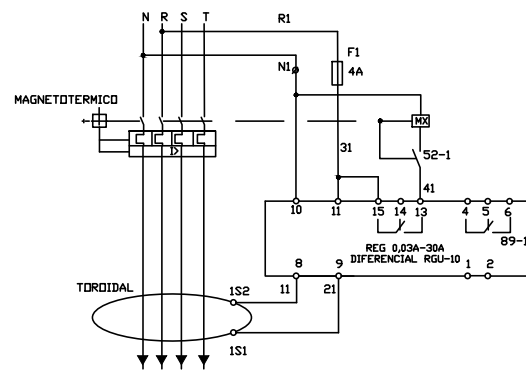 N R S T
R1
F1
N1
4A
MAGNETOTERMICO
MX
I>
31
52-1
41
10 11 15 14 13 4 5 6
89-1
REG 0,03A-30A
DIFERENCIAL RGU-10
8 9 1 2
TOROIDAL
1S2
11 21
1S1